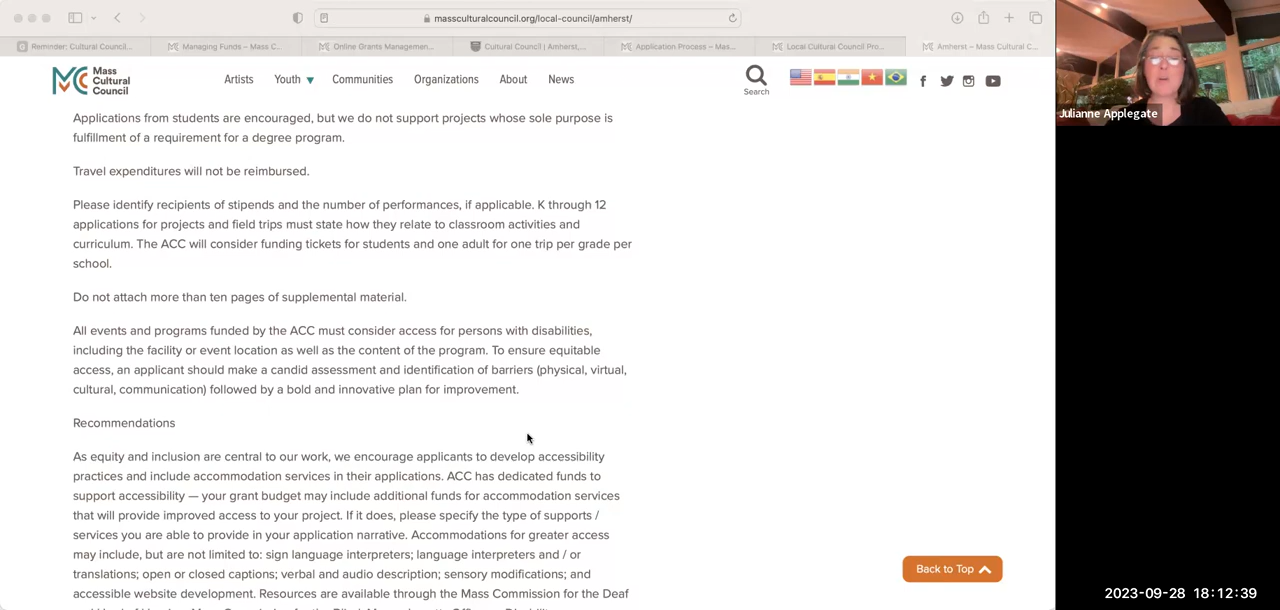 massculturalcouncil.org/local-council/amherst/
Reminder: Cultural Council...
Managing Funds – Mass C...
Online Grants Managemen...
Cultural Council | Amherst,...
Application Process – Mas...
Local Cultural Council Pro...
Amherst – Mass Cultural C...
Mass
Cultural
Council
Artists
Youth ▼
Communities
Organizations
About
News
Search
Applications from students are encouraged, but we do not support projects whose sole purpose is
fulfillment of a requirement for a degree program.
Travel expenditures will not be reimbursed.
Please identify recipients of stipends and the number of performances, if applicable. K through 12
applications for projects and field trips must state how they relate to classroom activities and
curriculum. The ACC will consider funding tickets for students and one adult for one trip per grade per
school.
Do not attach more than ten pages of supplemental material.
All events and programs funded by the ACC must consider access for persons with disabilities,
including the facility or event location as well as the content of the program. To ensure equitable
access, an applicant should make a candid assessment and identification of barriers (physical, virtual,
cultural, communication) followed by a bold and innovative plan for improvement.
Recommendations
As equity and inclusion are central to our work, we encourage applicants to develop accessibility
practices and include accommodation services in their applications. ACC has dedicated funds to
support accessibility — your grant budget may include additional funds for accommodation services
that will provide improved access to your project. If it does, please specify the type of supports /
services you are able to provide in your application narrative. Accommodations for greater access
may include, but are not limited to: sign language interpreters; language interpreters and / or
translations; open or closed captions; verbal and audio description; sensory modifications; and
accessible website development. Resources are available through the Mass Commission for the Deaf
Back to Top
Julianne Applegate
2023-09-28 18:12:39